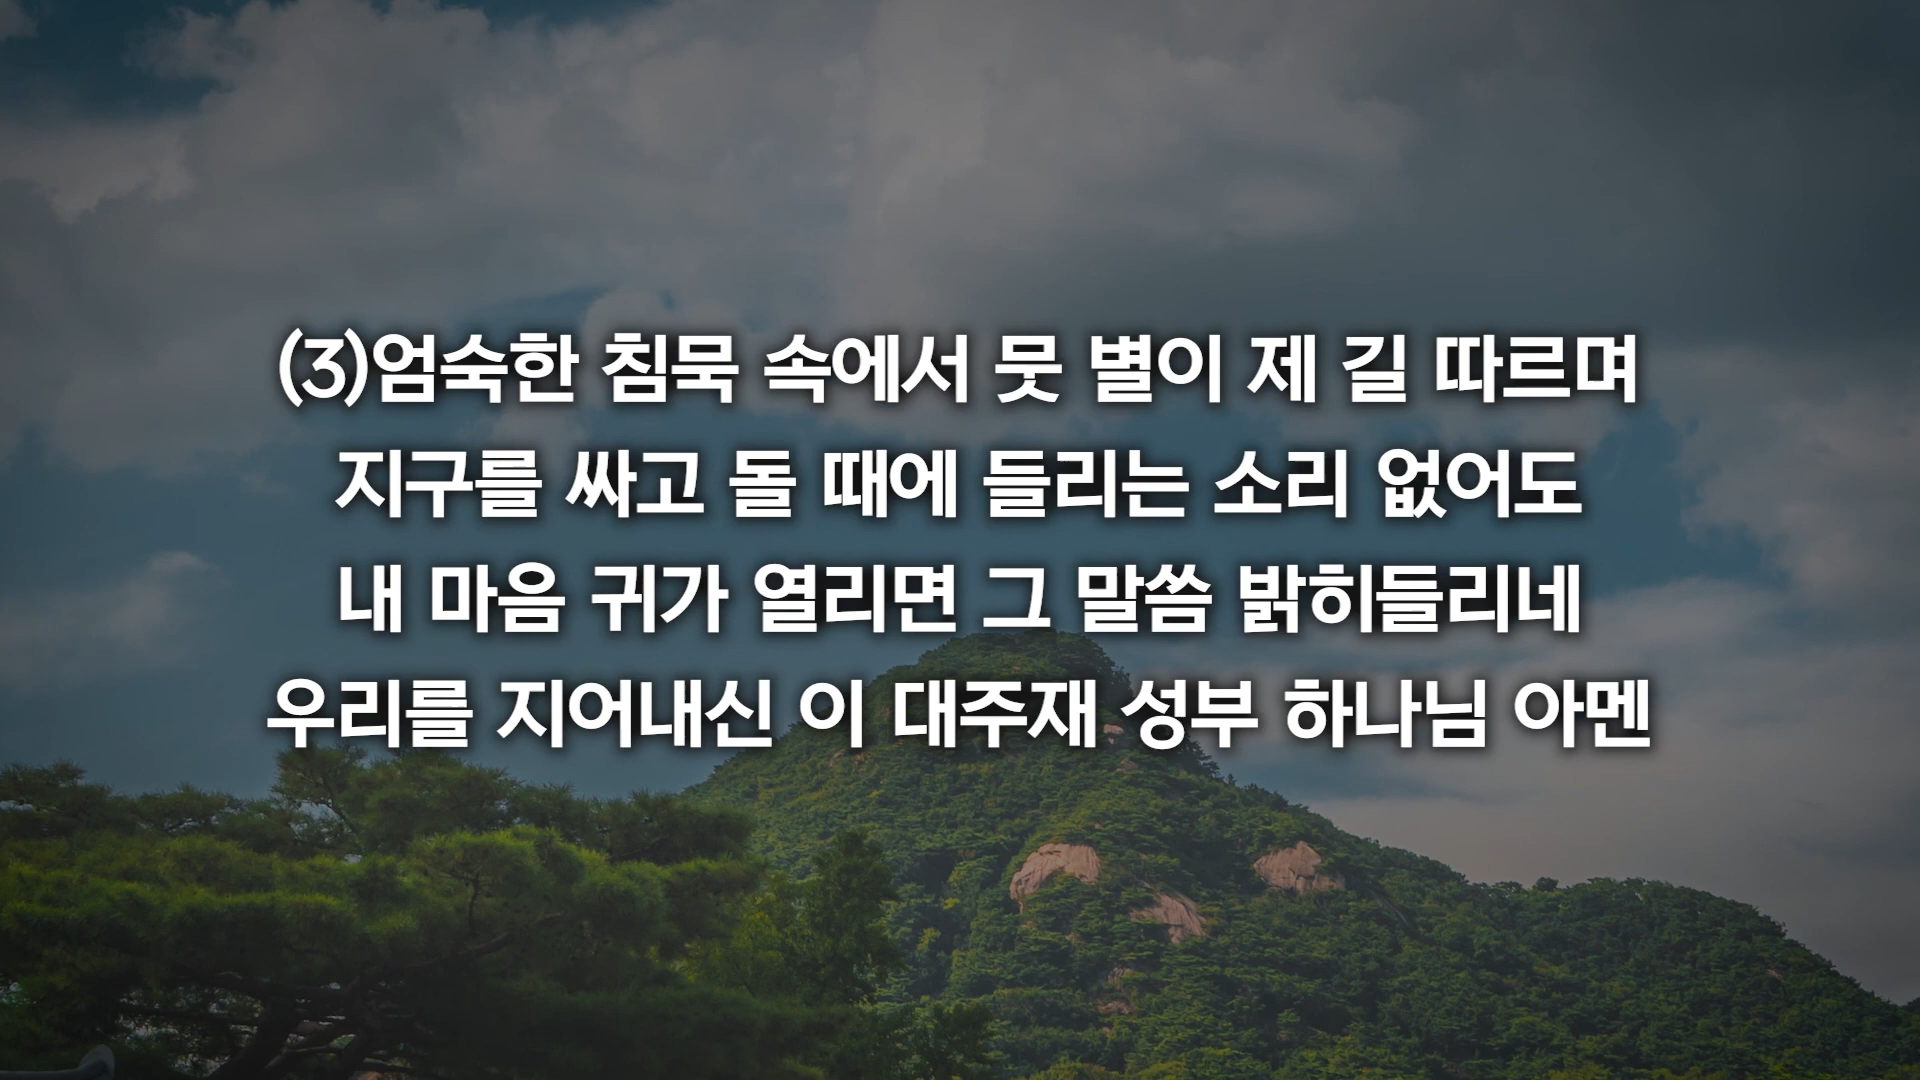 (3)엄숙한 침묵 속에서 뭇 별이 제 길 따르며
지구를 싸고 돌 때에 들리는 소리 없어도
내 마음 귀가 열리면 그 말씀 밝히들리네
우리를 지어내신 이 대주재 성부 하나님 아멘